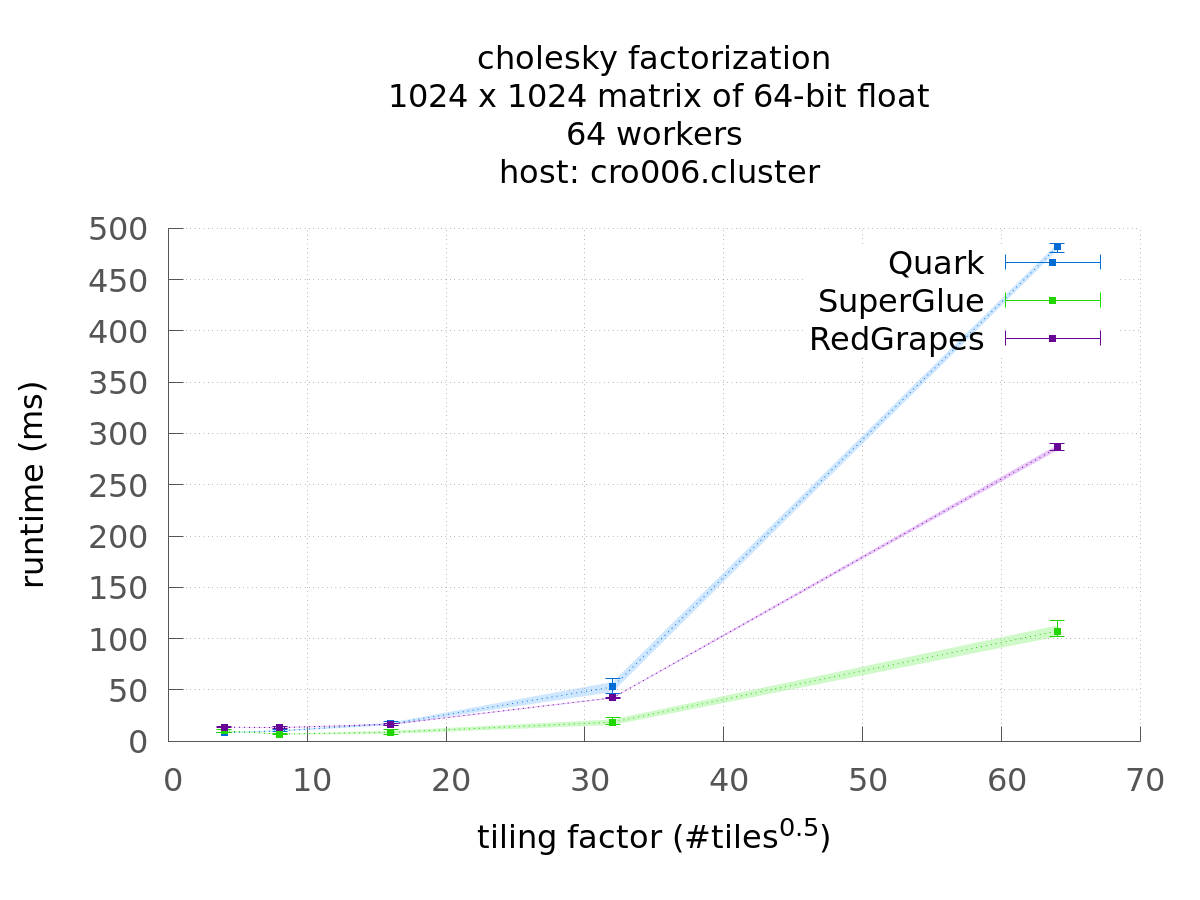 cholesky factorization
1024 x 1024 matrix of 64-bit float
64 workers
host: cro006.cluster
500
450
400
350
300
250
200
150
100
50
0
runtime (ms)
Quark
SuperGlue
RedGrapes
0 10 20 30 40 50 60 70
tiling factor (#tiles^0.5)